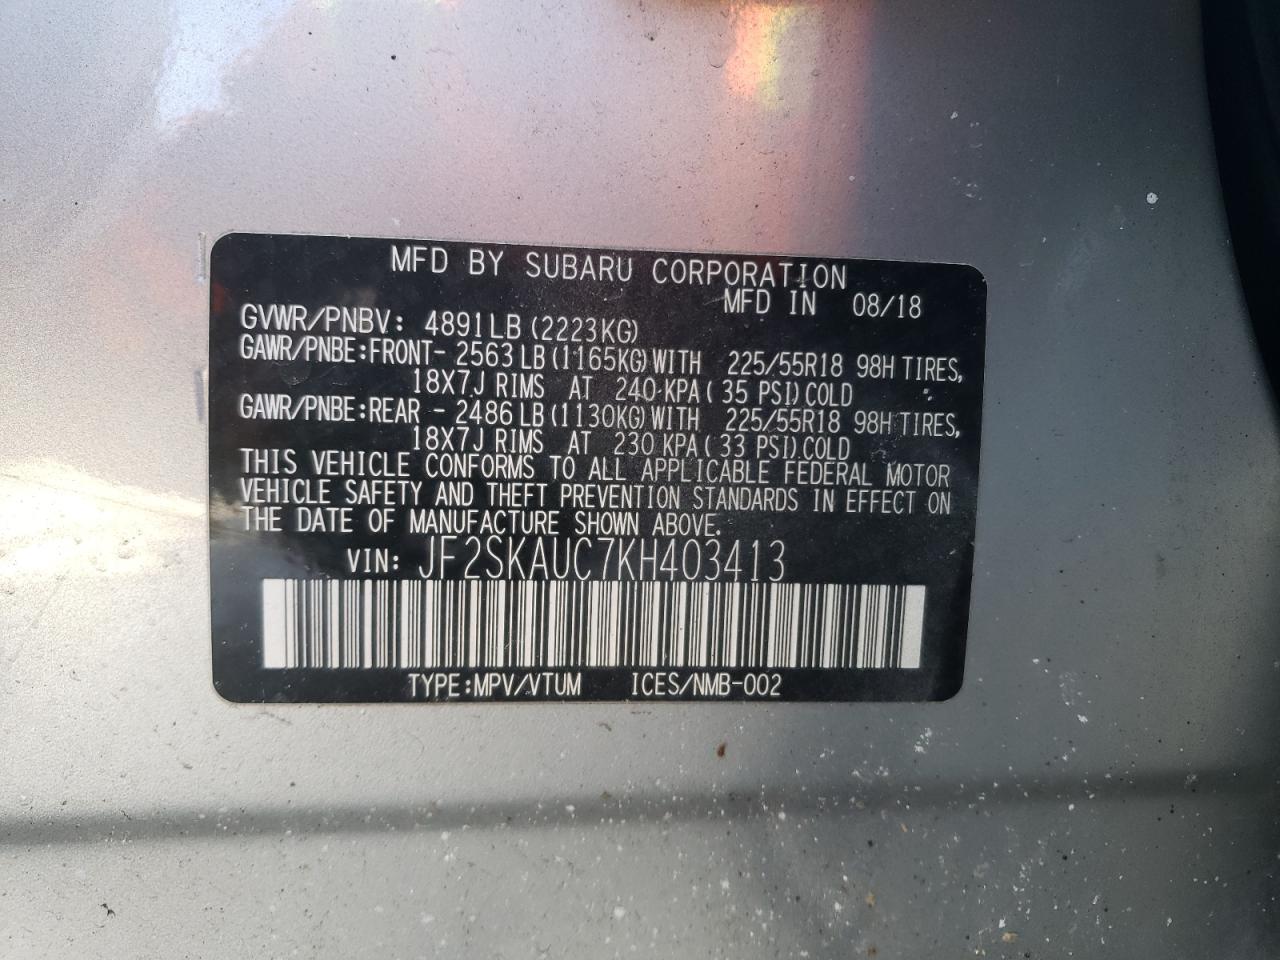 MFD BY SUBARU CORPORATION
MFD IN 08/18
GVWR/PNBV: 4891LB (2223KG)
GAWR/PNBE:FRONT- 2563LB (1165KG) WITH 225/55R18 98H TIRES,
18X7J RIMS AT 240 KPA ( 35 PSI) COLD
GAWR/PNBE:REAR - 2486LB (1130KG) WITH 225/55R18 98H TIRES,
18X7J RIMS AT 230 KPA ( 33 PSI) COLD
THIS VEHICLE CONFORMS TO ALL APPLICABLE FEDERAL MOTOR
VEHICLE SAFETY AND THEFT PREVENTION STANDARDS IN EFFECT ON
THE DATE OF MANUFACTURE SHOWN ABOVE.
VIN: JF2SKAUC7KH403413
TYPE:MPV/VTUM ICES/NMB-002